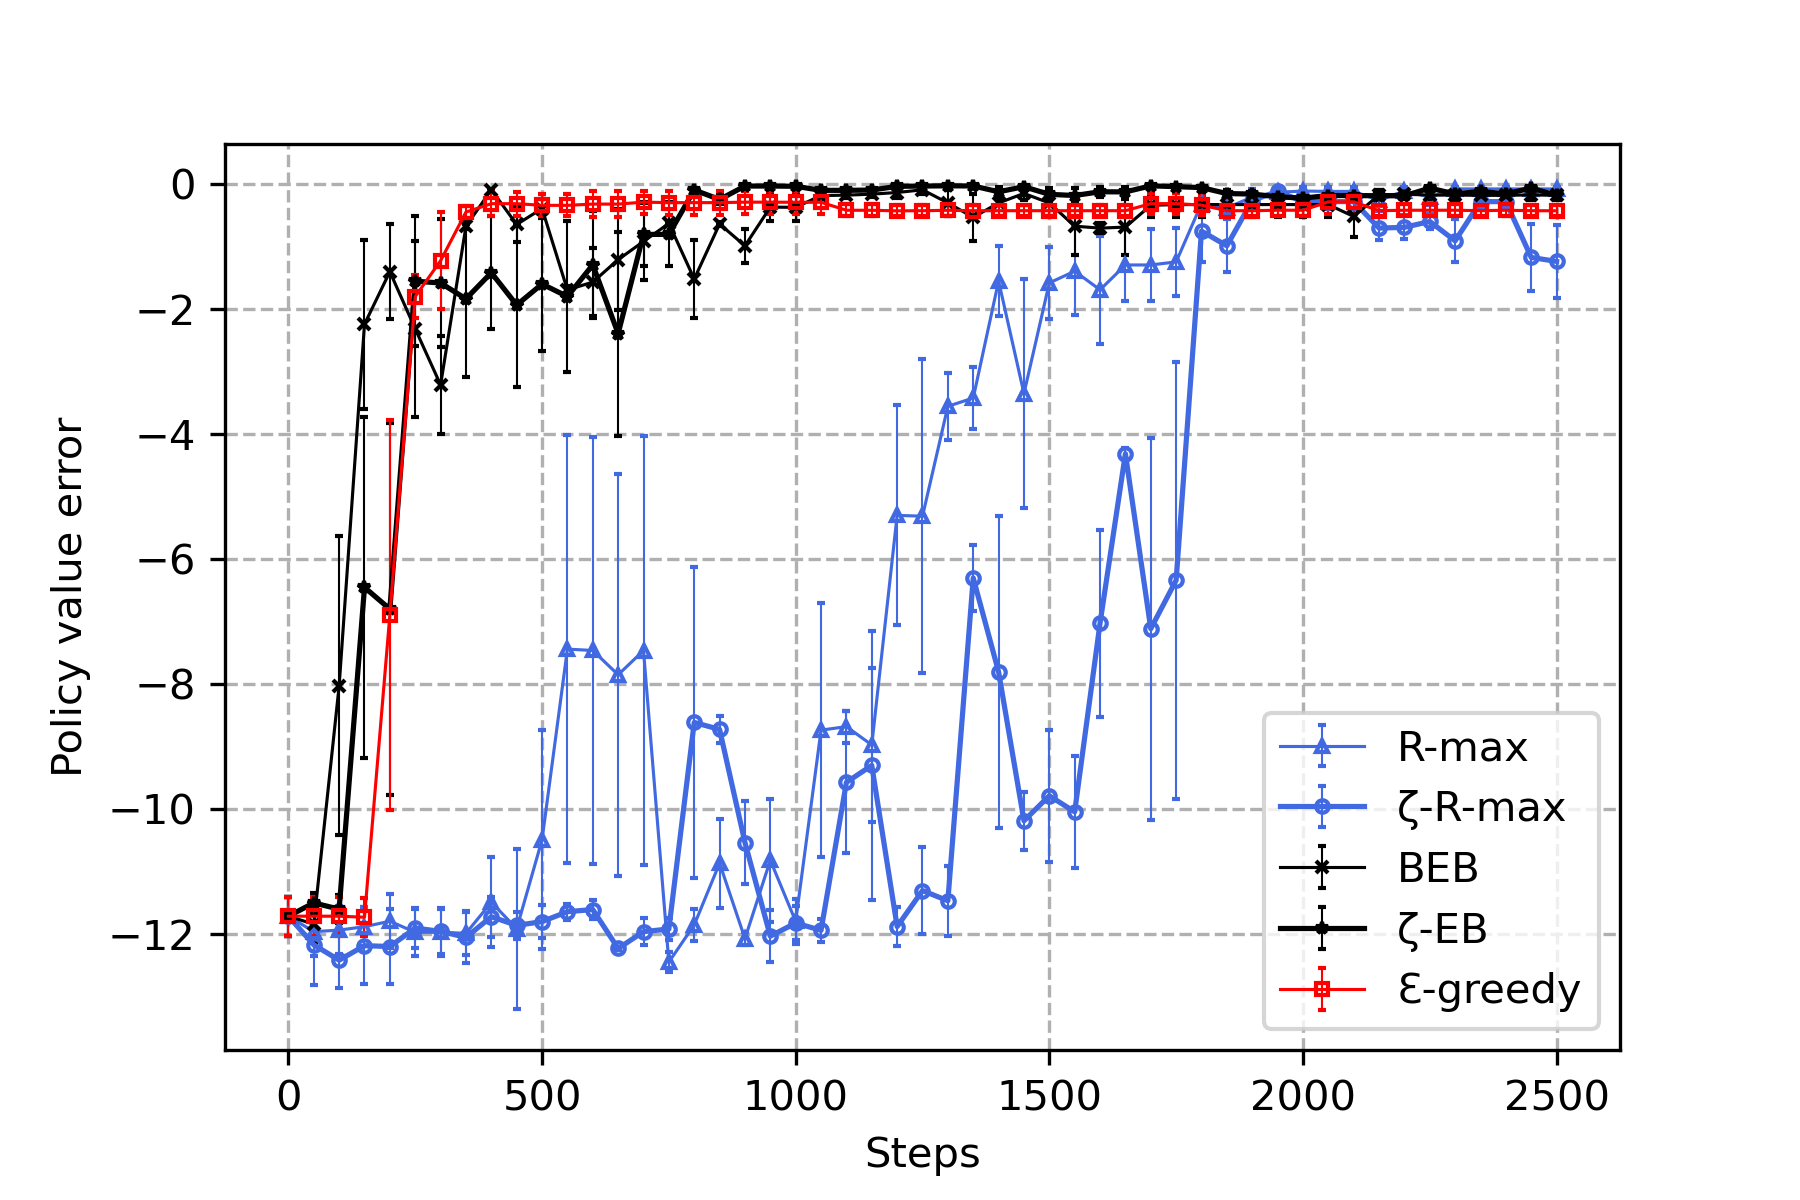 0
−2
−4
−6
−8
−10
−12
Policy value error
0 500 1000 1500 2000 2500
Steps
R-max
ζ-R-max
BEB
ζ-EB
Ɛ-greedy